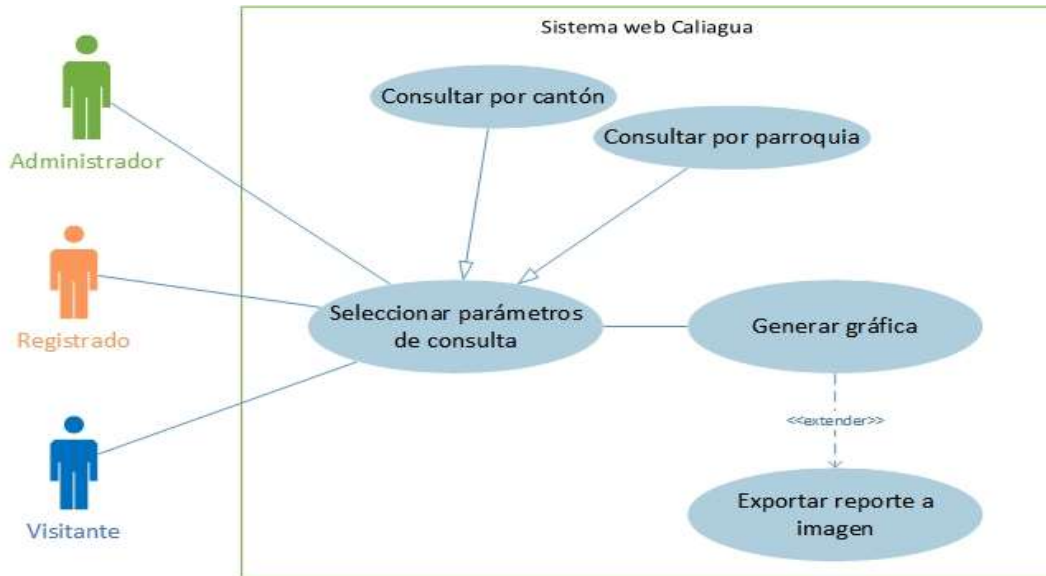 Sistema web Caliagua
Administrador
Consultar por cantón
Consultar por parroquia
Registrado
Seleccionar parámetros
de consulta
Generar gráfica
<<extender>>
Visitante
Exportar reporte a
imagen